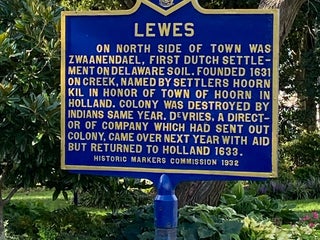 LEWES
ON NORTH SIDE OF TOWN WAS
ZWAANENDAEL, FIRST DUTCH SETTLE-
MENT ON DELAWARE SOIL. FOUNDED 1631
ON CREEK, NAMED BY SETTLERS HOORN
KIL IN HONOR OF TOWN OF HOORN IN
HOLLAND. COLONY WAS DESTROYED BY
INDIANS SAME YEAR. DEVRIES, A DIRECT-
OR OF COMPANY WHICH HAD SENT OUT
COLONY, CAME OVER NEXT YEAR WITH AID
BUT RETURNED TO HOLLAND 1633.
HISTORIC MARKERS COMMISSION 1932